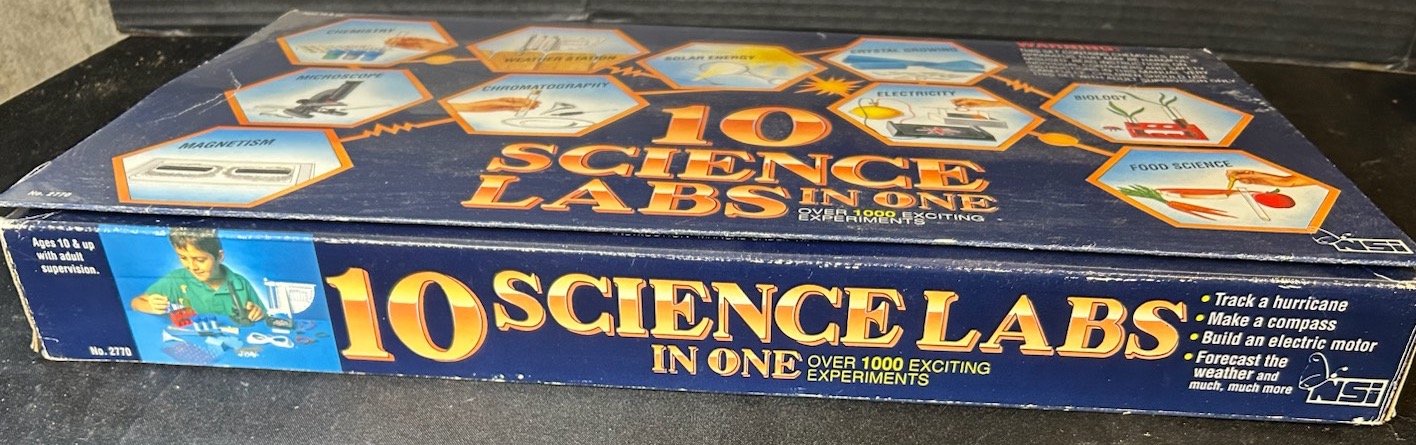 CHEMISTRY
WEATHER STATION
SOLAR ENERGY
CRYSTAL GROWING
MICROSCOPE
CHROMATOGRAPHY
ELECTRICITY
BIOLOGY
MAGNETISM
FOOD SCIENCE
WARNING:
10
SCIENCE
LABS IN ONE
OVER 1000 EXCITING
EXPERIMENTS
No. 2770
NSi
Ages 10 & up
with adult
supervision.
No. 2770
10 SCIENCE LABS
IN ONE
OVER 1000 EXCITING
EXPERIMENTS
• Track a hurricane
• Make a compass
• Build an electric motor
• Forecast the
weather and
much, much more
NSi